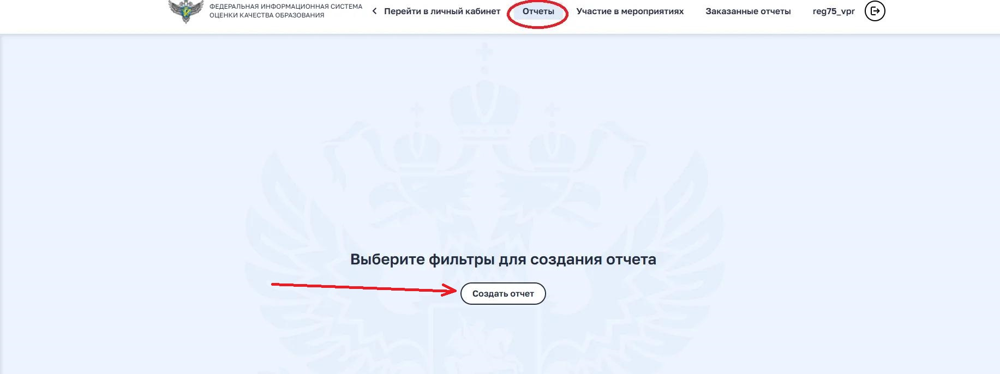 ФЕДЕРАЛЬНАЯ ИНФОРМАЦИОННАЯ СИСТЕМА
ОЦЕНКИ КАЧЕСТВА ОБРАЗОВАНИЯ
Перейти в личный кабинет
Отчеты
Участие в мероприятиях
Заказанные отчеты
reg75_vpr
Выберите фильтры для создания отчета
Создать отчет